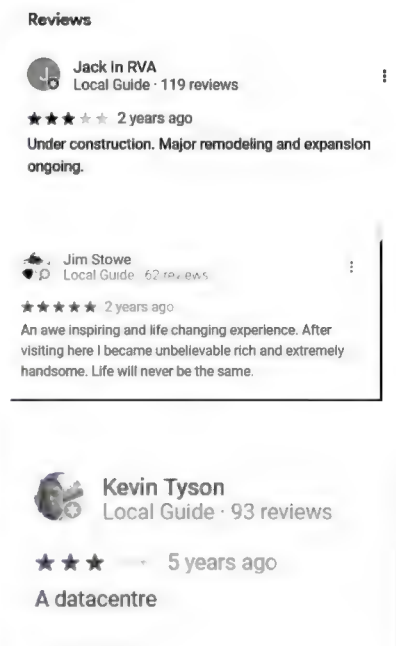 Reviews
Jack in RVA
Local Guide · 119 reviews
2 years ago
Under construction. Major remodeling and expansion
ongoing.
Jim Stowe
Local Guide 62 reviews
2 years ago
An awe inspiring and life changing experience. After
visiting here I became unbelievable rich and extremely
handsome. Life will never be the same.
Kevin Tyson
Local Guide · 93 reviews
5 years ago
A datacentre